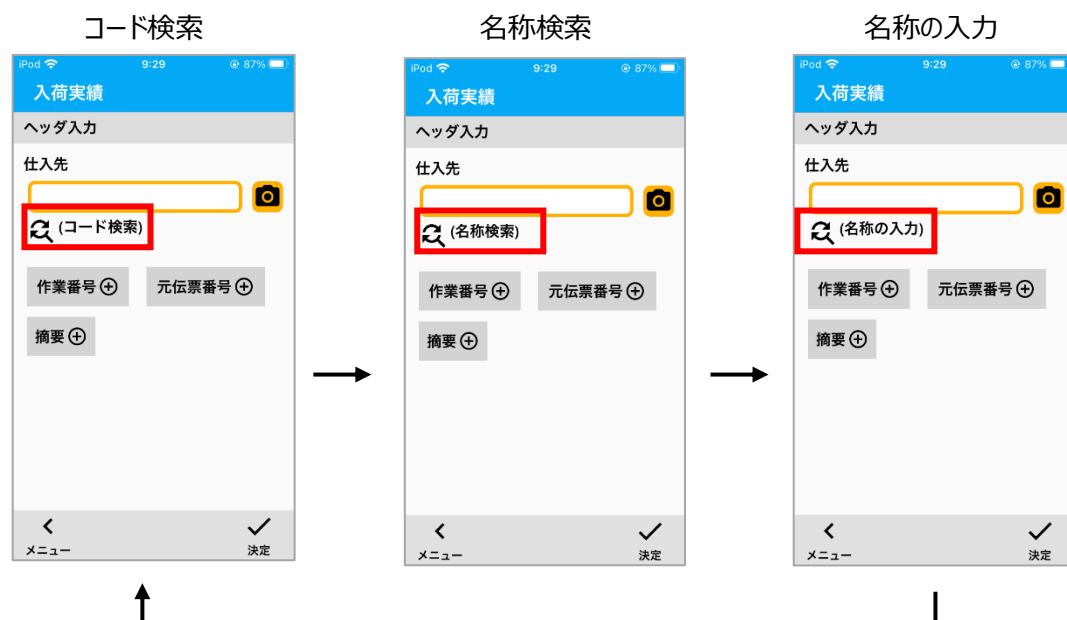 コード検索
名称検索
名称の入力
iPod 9:29 87%
入荷実績
ヘッダ入力
仕入先
(コード検索)
作業番号 元伝票番号
摘要
メニュー 決定
iPod 9:29 87%
入荷実績
ヘッダ入力
仕入先
(名称検索)
作業番号 元伝票番号
摘要
メニュー 決定
iPod 9:29 87%
入荷実績
ヘッダ入力
仕入先
(名称の入力)
作業番号 元伝票番号
摘要
メニュー 決定